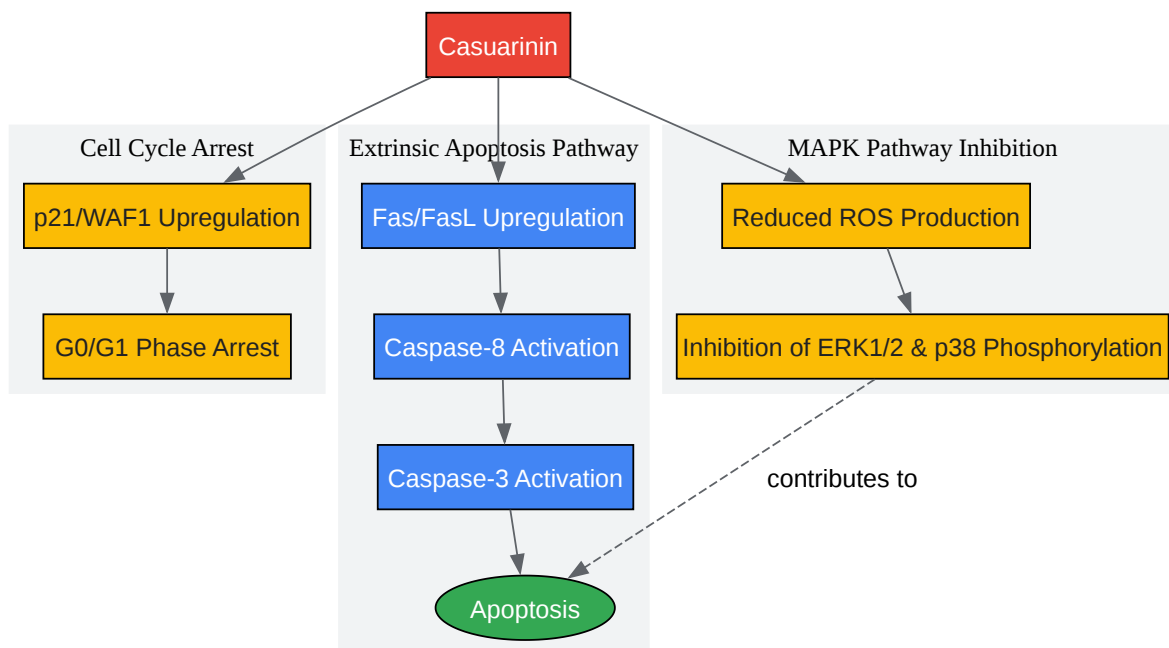 Casuarinin
Cell Cycle Arrest
Extrinsic Apoptosis Pathway
MAPK Pathway Inhibition
p21/WAF1 Upregulation
Fas/FasL Upregulation
Reduced ROS Production
G0/G1 Phase Arrest
Caspase-8 Activation
Inhibition of ERK1/2 & p38 Phosphorylation
Caspase-3 Activation
contributes to
Apoptosis